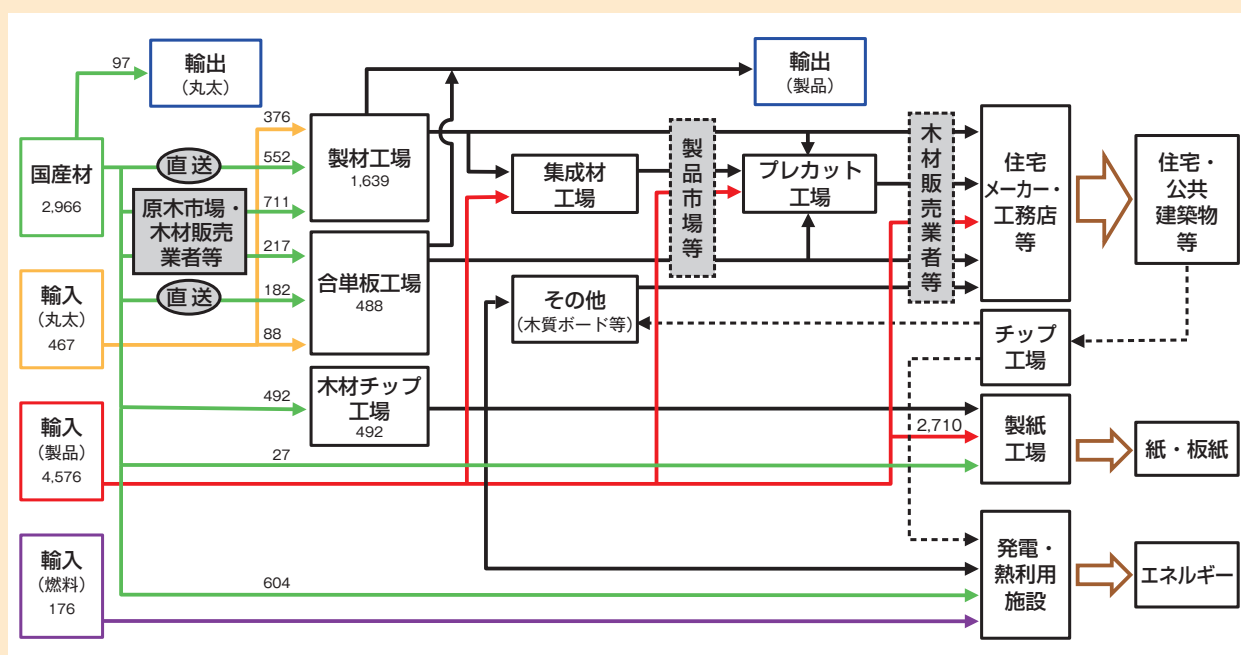 97
輸出
（丸太）
輸出
（製品）
国産材
2,966
直送
原木市場・
木材販売
業者等
直送
376
552
711
217
182
88
製材工場
1,639
合単板工場
488
集成材
工場
製品市場等
プレカット
工場
木材販売業者等
住宅
メーカー・
工務店
等
住宅・
公共
建築物
等
輸入
（丸太）
467
その他
（木質ボード等）
チップ
工場
492
木材チップ
工場
492
輸入
（製品）
4,576
27
2,710
製紙
工場
紙・板紙
輸入
（燃料）
176
604
発電・
熱利用
施設
エネルギー